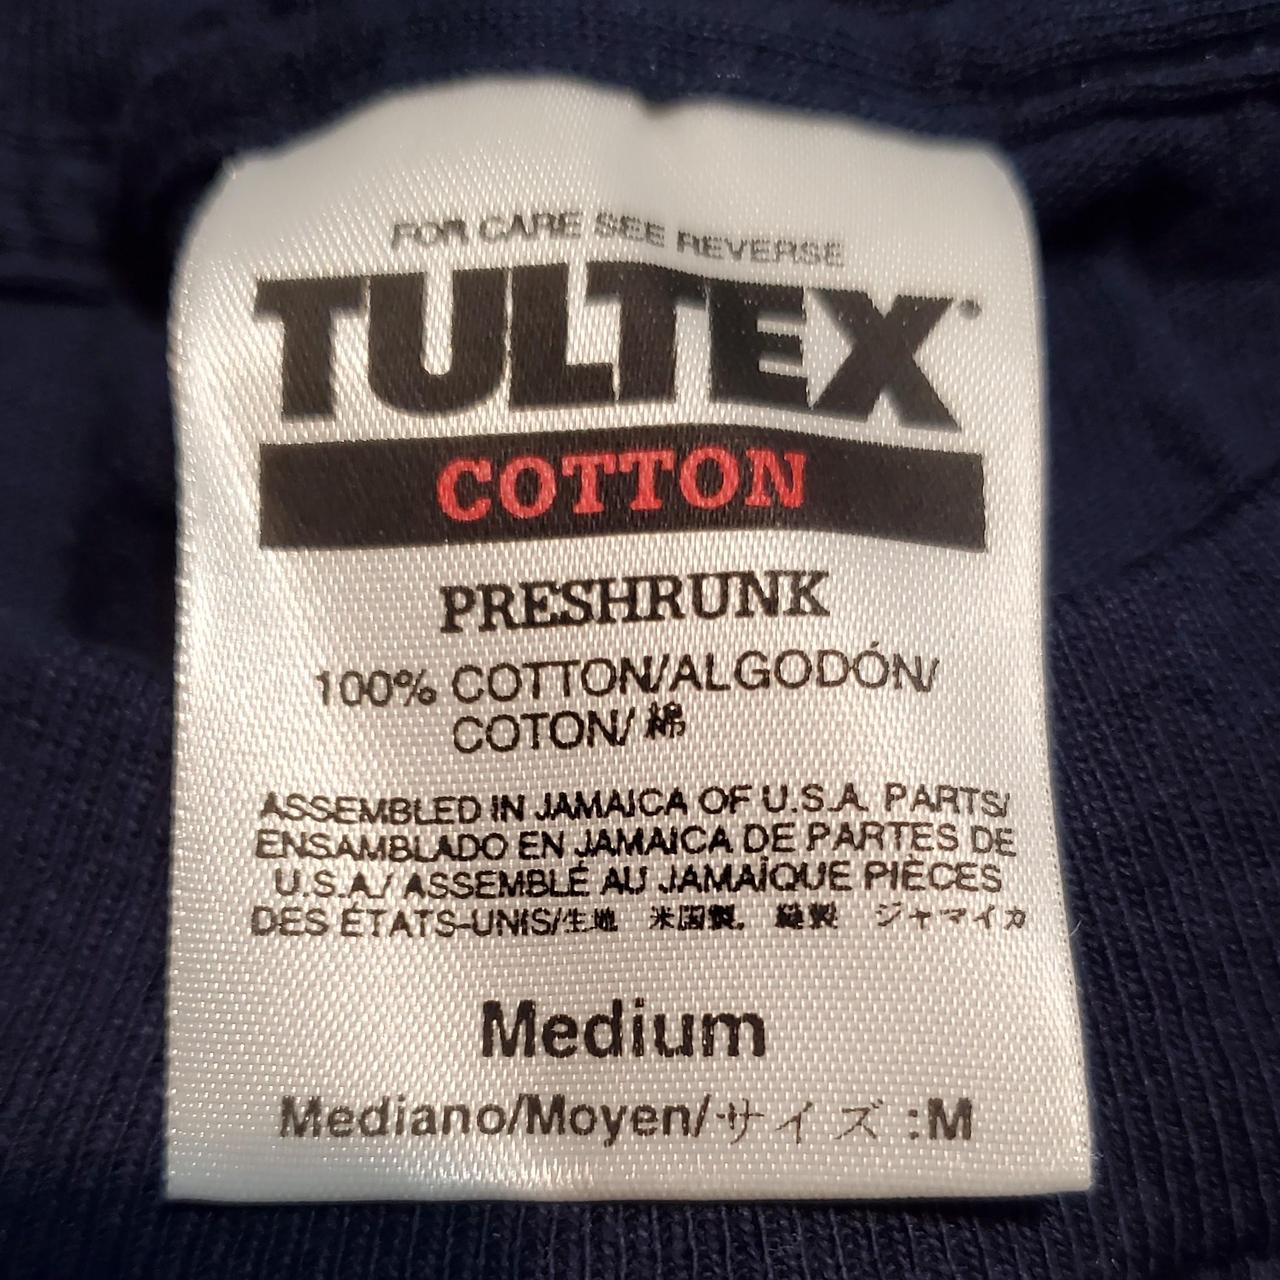 FOR CARE SEE REVERSE
TULTEX
COTTON
PRESHRUNK
100% COTTON/ALGODÓN/
COTON/綿
ASSEMBLED IN JAMAICA OF U.S.A. PARTS/
ENSAMBLADO EN JAMAICA DE PARTES DE
U.S.A./ ASSEMBLÉ AU JAMAÏQUE PIÈCES
DES ÉTATS-UNIS/生地 米国製. 縫製 ジャマイカ
Medium
Mediano/Moyen/サイズ:M